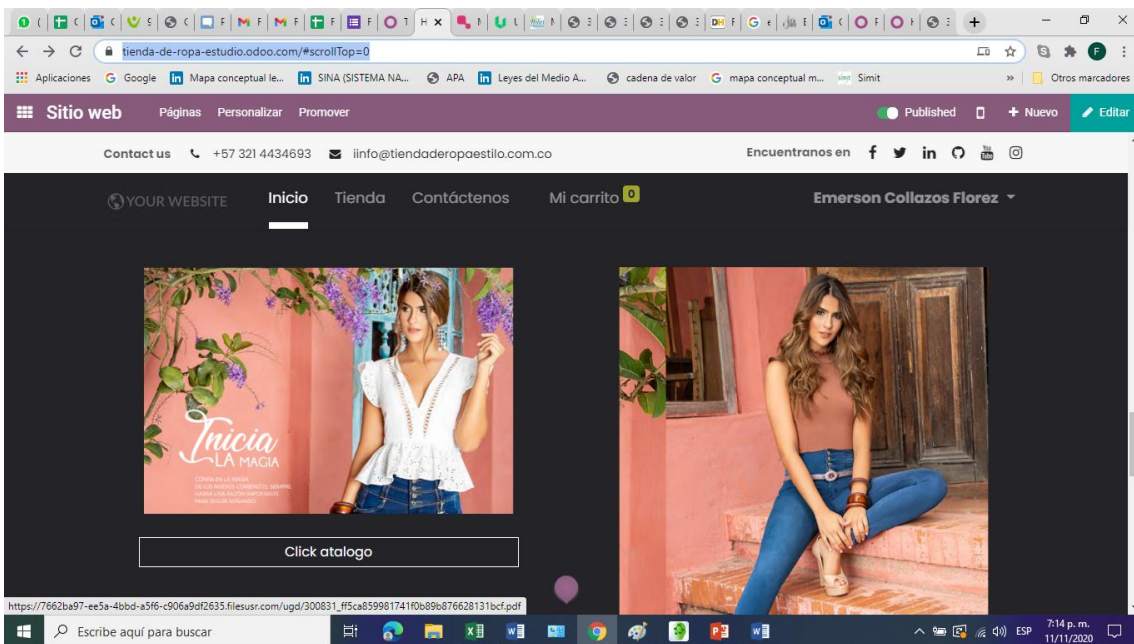 tienda-de-ropa-estudio.odoo.com/#scrollTop=0
Aplicaciones Google Mapa conceptual le... SINA (SISTEMA NA... APA Leyes del Medio A... cadena de valor mapa conceptual m... Simit » Otros marcadores
Sitio web Páginas Personalizar Promover Published + Nuevo Editar
Contact us +57 321 4434693 iinfo@tiendaderopaestilo.com.co Encuentranos en
YOUR WEBSITE Inicio Tienda Contáctenos Mi carrito 0 Emerson Collazos Florez
Inicia
LA MAGIA
Click atalogo
https://7662ba97-ee5a-4bbd-a5f6-c906a9df2635.filesusr.com/ugd/300831_ff5ca859981741f0b89b876628131bcf.pdf
Escribe aquí para buscar ESP 7:14 p. m.
11/11/2020